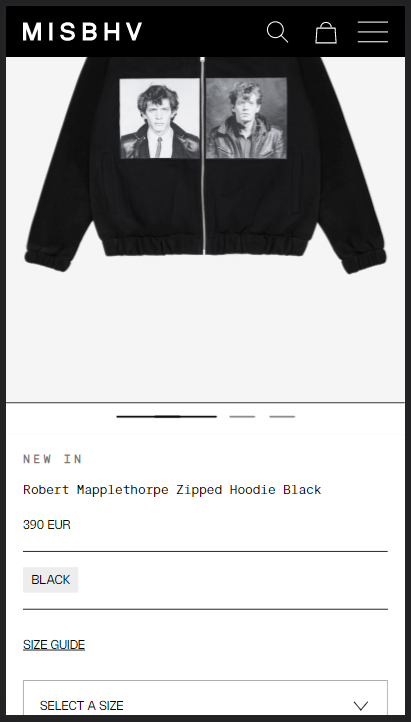 MISBHV
NEW IN
Robert Mapplethorpe Zipped Hoodie Black
390 EUR
BLACK
SIZE GUIDE
SELECT A SIZE